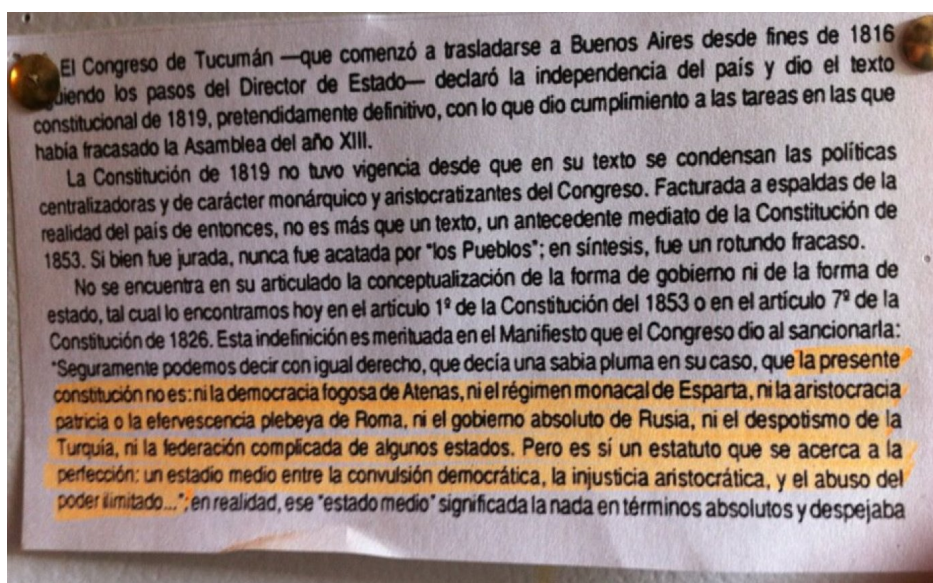 El Congreso de Tucumán —que comenzó a trasladarse a Buenos Aires desde fines de 1816
guiendo los pasos del Director de Estado— declaró la independencia del país y dio el texto
constitucional de 1819, pretendidamente definitivo, con lo que dio cumplimiento a las tareas en las que
había fracasado la Asamblea del año XIII.
La Constitución de 1819 no tuvo vigencia desde que en su texto se condensan las políticas
centralizadoras y de carácter monárquico y aristocratizantes del Congreso. Facturada a espaldas de la
realidad del país de entonces, no es más que un texto, un antecedente mediato de la Constitución de
1853. Si bien fue jurada, nunca fue acatada por "los Pueblos"; en síntesis, fue un rotundo fracaso.
No se encuentra en su articulado la conceptualización de la forma de gobierno ni de la forma de
estado, tal cual lo encontramos hoy en el artículo 1º de la Constitución del 1853 o en el artículo 7º de la
Constitución de 1826. Esta indefinición es merituada en el Manifiesto que el Congreso dio al sancionarla:
"Seguramente podemos decir con igual derecho, que decía una sabia pluma en su caso, que la presente
constitución no es: ni la democracia fogosa de Atenas, ni el régimen monacal de Esparta, ni la aristocracia
patricia o la efervescencia plebeya de Roma, ni el gobierno absoluto de Rusia, ni el despotismo de la
Turquía, ni la federación complicada de algunos estados. Pero es sí un estatuto que se acerca a la
perfección: un estadio medio entre la convulsión democrática, la injusticia aristocrática, y el abuso del
poder ilimitado..."; en realidad, ese "estado medio" significada la nada en términos absolutos y despejaba